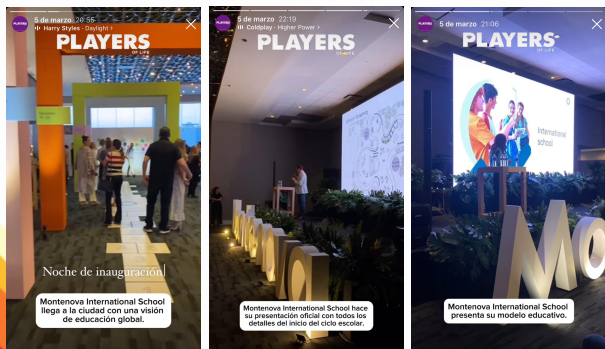 PLAYERS
5 de marzo 20:55
Harry Styles · Daylight ›
PLAYERS
OF LIFE
Noche de inauguración
Montenova International School
llega a la ciudad con una visión
de educación global.
PLAYERS
5 de marzo 22:19
Coldplay · Higher Power ›
PLAYERS
OF LIFE
Montenova International School hace
su presentación oficial con todos los
detalles del inicio del ciclo escolar.
PLAYERS
5 de marzo 21:06
PLAYERS
OF LIFE
International
school
MO
Montenova International School
presenta su modelo educativo.